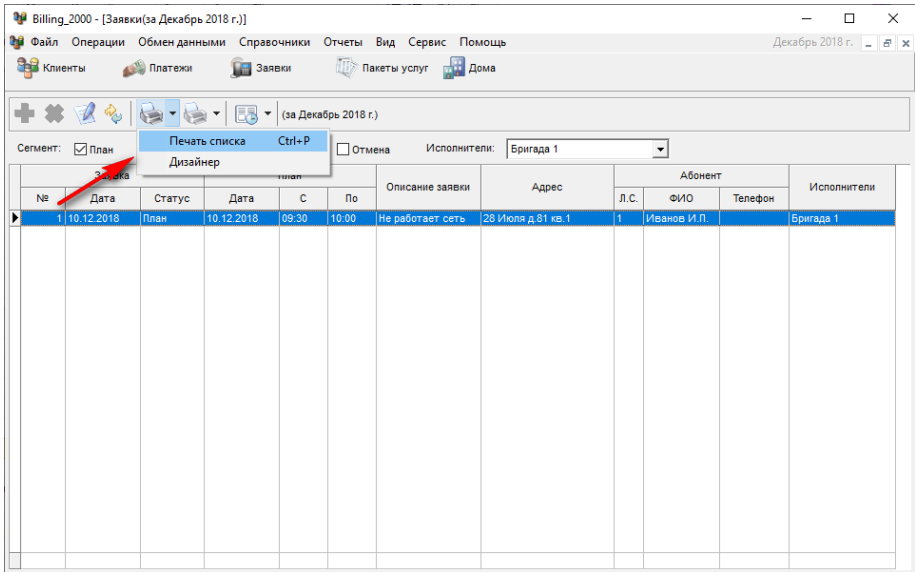 Billing_2000 - [Заявки(за Декабрь 2018 г.)]
Файл Операции Обмен данными Справочники Отчеты Вид Сервис Помощь Декабрь 2018 г.
Клиенты Платежи Заявки Пакеты услуг Дома
(за Декабрь 2018 г.)
Печать списка Ctrl+P
Сегмент: План Отмена Исполнители: Бригада 1
Дизайнер
План Абонент
Описание заявки Адрес Исполнители
№ Дата Статус Дата С По Л.С. ФИО Телефон
1 10.12.2018 План 10.12.2018 09:30 10:00 Не работает сеть 28 Июля д.81 кв.1 1 Иванов И.П. Бригада 1